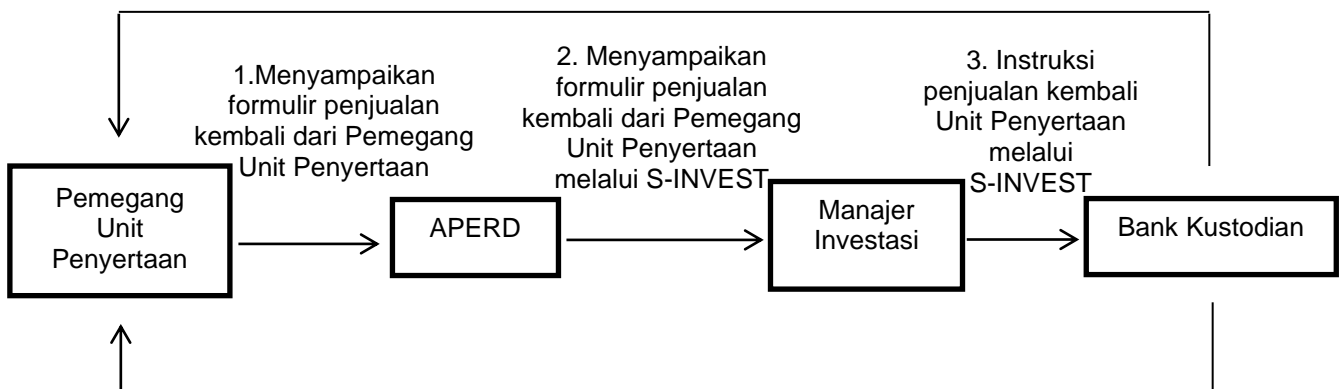 1.Menyampaikan
formulir penjualan
kembali dari Pemegang
Unit Penyertaan
2. Menyampaikan
formulir penjualan
kembali dari Pemegang
Unit Penyertaan
melalui S-INVEST
3. Instruksi
penjualan kembali
Unit Penyertaan
melalui
S-INVEST
Pemegang
Unit
Penyertaan
APERD
Manajer
Investasi
Bank Kustodian